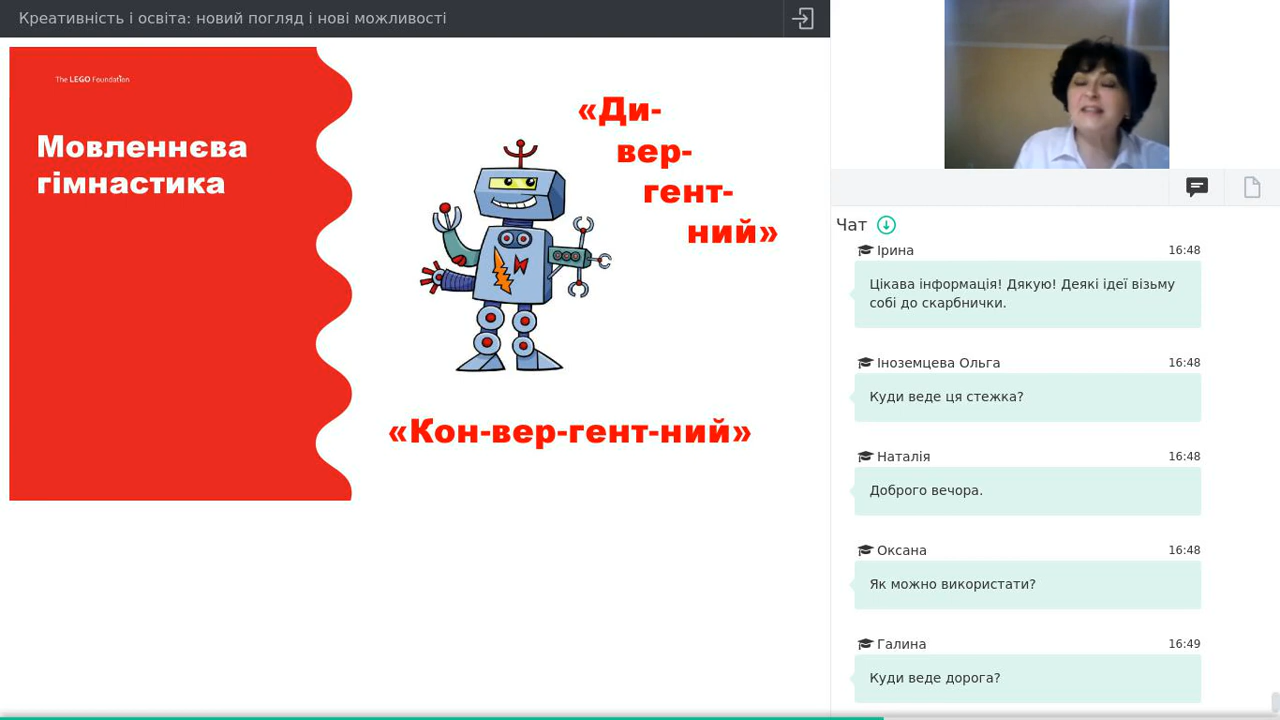 Креативність і освіта: новий погляд і нові можливості
The LEGO Foundation
Мовленнєва
гімнастика
«Ди-
вер-
гент-
ний»
«Кон-вер-гент-ний»
Чат
Ірина 16:48
Цікава інформація! Дякую! Деякі ідеї візьму
собі до скарбнички.
Іноземцева Ольга 16:48
Куди веде ця стежка?
Наталія 16:48
Доброго вечора.
Оксана 16:48
Як можно використати?
Галина 16:49
Куди веде дорога?